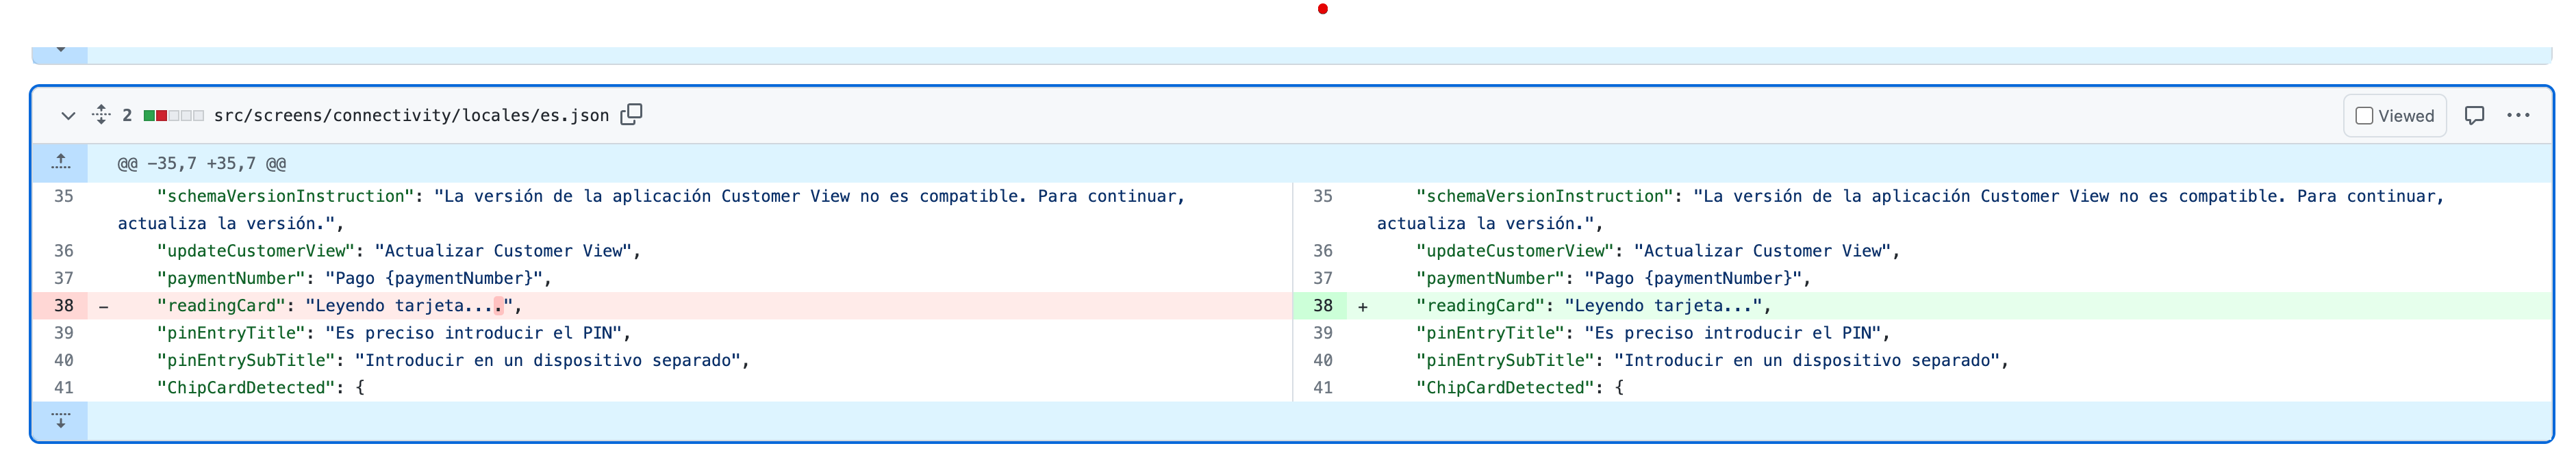 2 src/screens/connectivity/locales/es.json Viewed
@@ -35,7 +35,7 @@
35 "schemaVersionInstruction": "La versión de la aplicación Customer View no es compatible. Para continuar,
actualiza la versión.",
36 "updateCustomerView": "Actualizar Customer View",
37 "paymentNumber": "Pago {paymentNumber}",
38 - "readingCard": "Leyendo tarjeta....",
39 "pinEntryTitle": "Es preciso introducir el PIN",
40 "pinEntrySubTitle": "Introducir en un dispositivo separado",
41 "ChipCardDetected": {
35 "schemaVersionInstruction": "La versión de la aplicación Customer View no es compatible. Para continuar,
actualiza la versión.",
36 "updateCustomerView": "Actualizar Customer View",
37 "paymentNumber": "Pago {paymentNumber}",
38 + "readingCard": "Leyendo tarjeta...",
39 "pinEntryTitle": "Es preciso introducir el PIN",
40 "pinEntrySubTitle": "Introducir en un dispositivo separado",
41 "ChipCardDetected": {